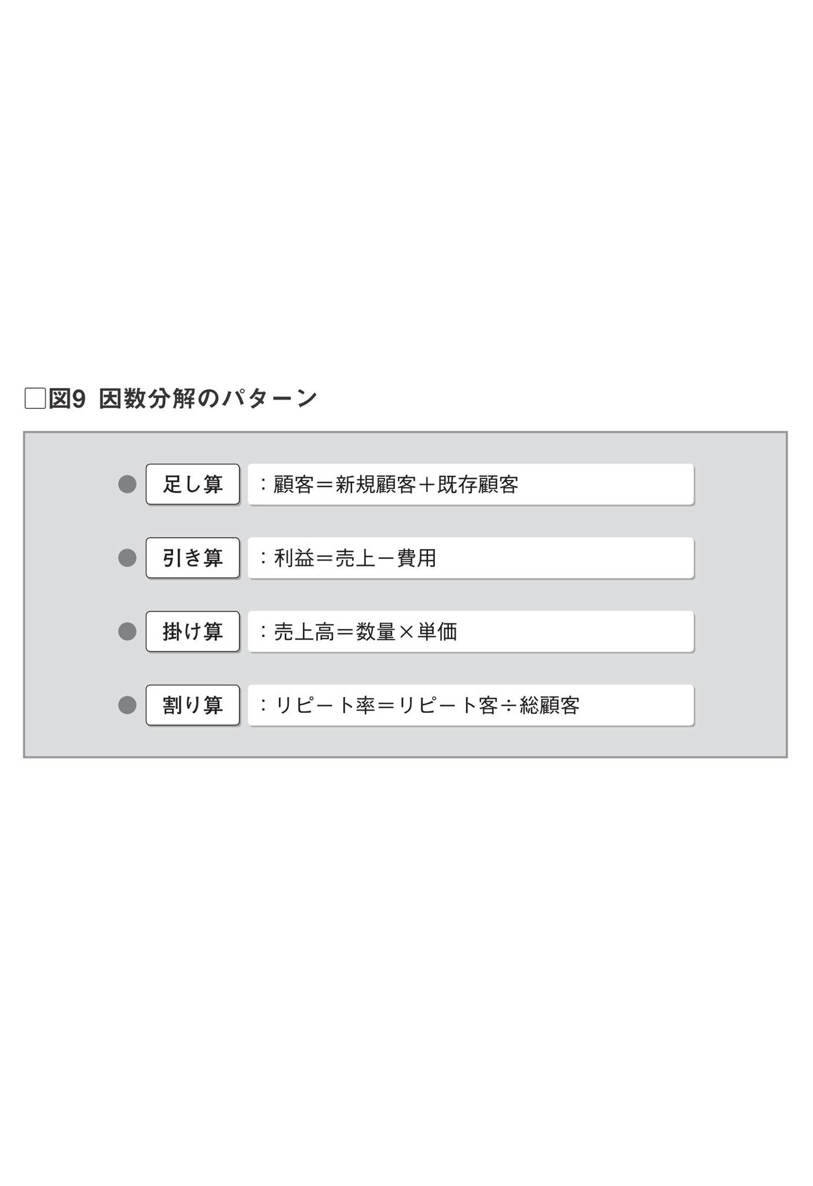 □図9 因数分解のパターン
● 足し算 ：顧客＝新規顧客＋既存顧客
● 引き算 ：利益＝売上－費用
● 掛け算 ：売上高＝数量×単価
● 割り算 ：リピート率＝リピート客÷総顧客